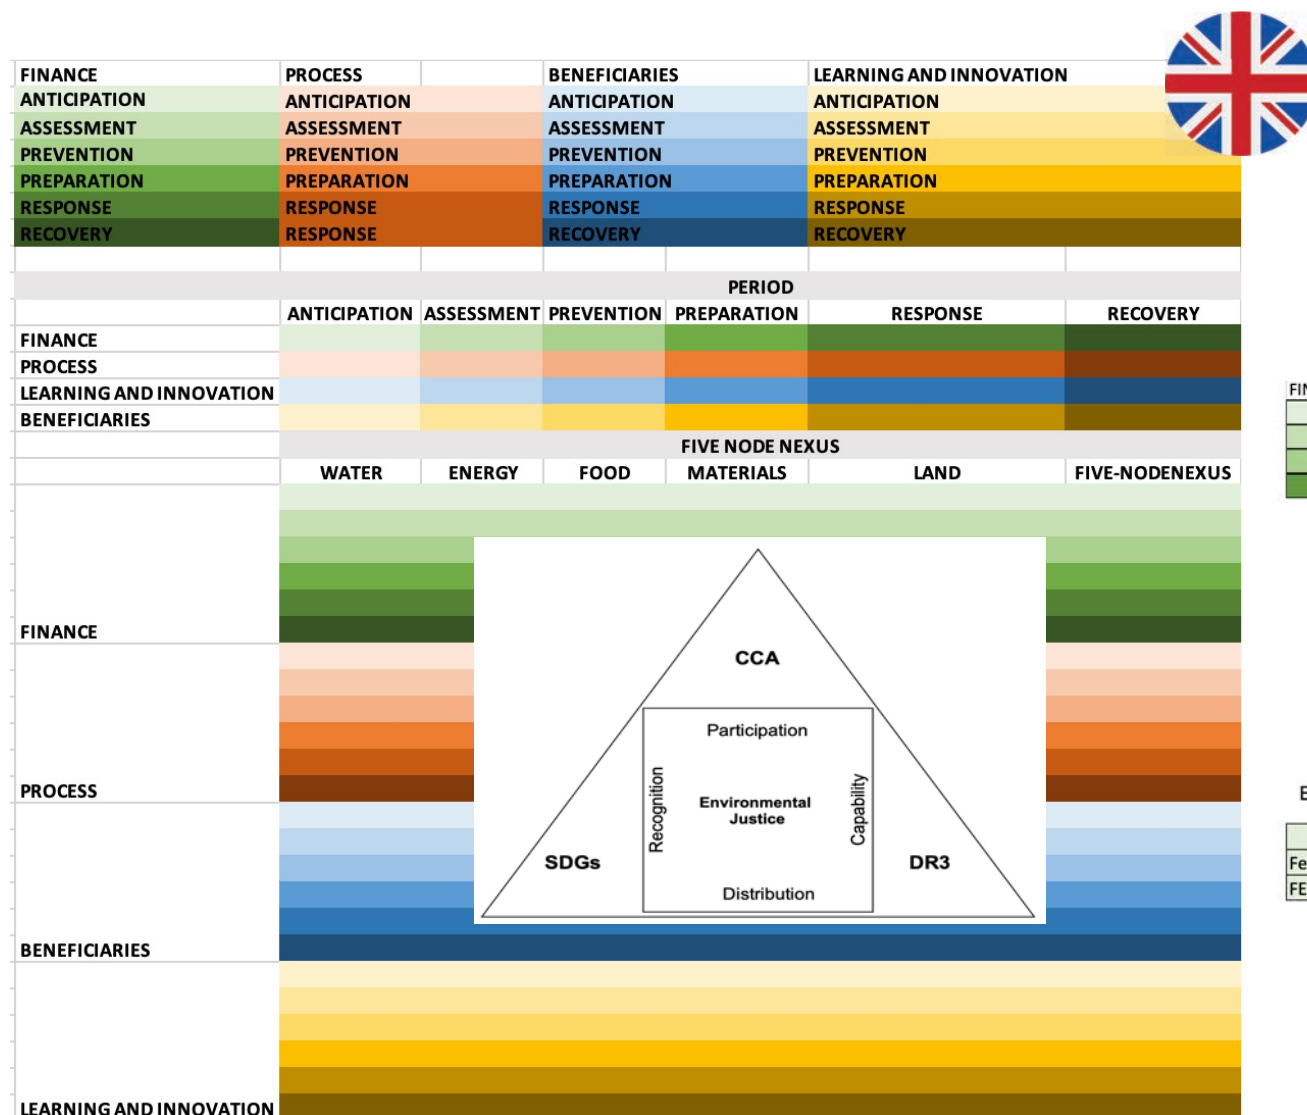 FINANCE PROCESS BENEFICIARIES LEARNING AND INNOVATION
ANTICIPATION ANTICIPATION ANTICIPATION ANTICIPATION
ASSESSMENT ASSESSMENT ASSESSMENT ASSESSMENT
PREVENTION PREVENTION PREVENTION PREVENTION
PREPARATION PREPARATION PREPARATION PREPARATION
RESPONSE RESPONSE RESPONSE RESPONSE
RECOVERY RESPONSE RECOVERY RECOVERY
PERIOD
ANTICIPATION ASSESSMENT PREVENTION PREPARATION RESPONSE RECOVERY
FINANCE
PROCESS
LEARNING AND INNOVATION
BENEFICIARIES
FIVE NODE NEXUS
WATER ENERGY FOOD MATERIALS LAND FIVE-NODENEXUS
FINANCE
PROCESS
BENEFICIARIES
LEARNING AND INNOVATION
CCA
Participation
Recognition
Environmental
Justice
Capability
SDGs
DR3
Distribution